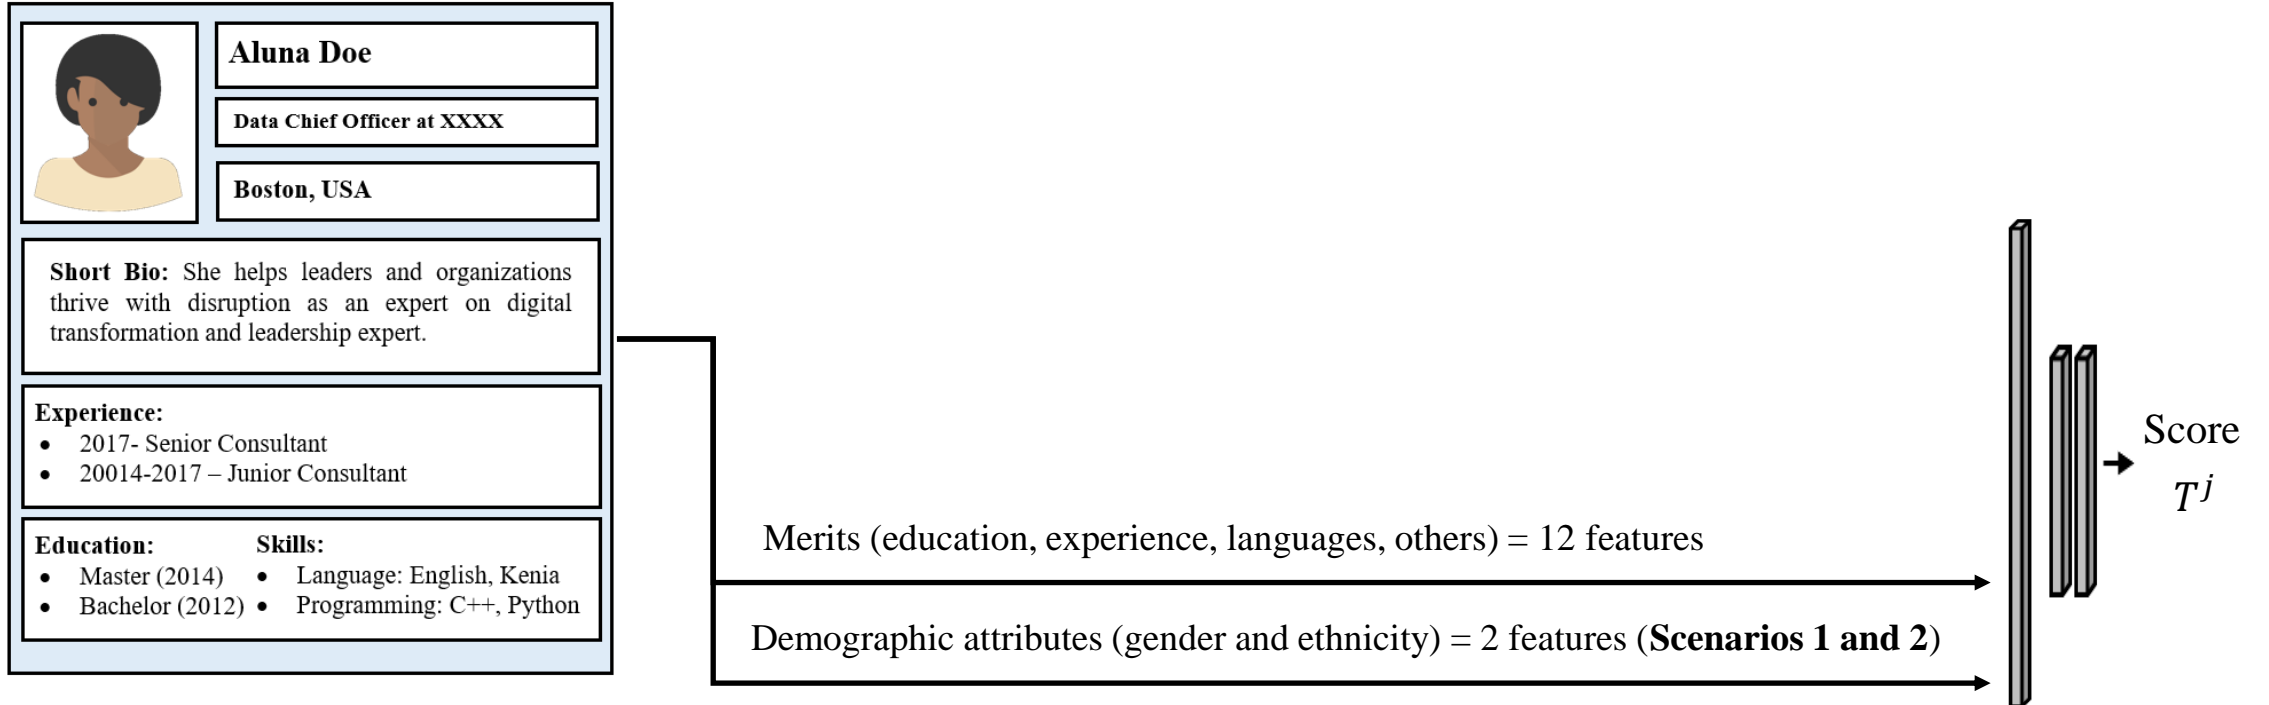 Aluna Doe
Data Chief Officer at XXXX
Boston, USA
Short Bio: She helps leaders and organizations
thrive with disruption as an expert on digital
transformation and leadership expert.
Experience:
• 2017- Senior Consultant
• 20014-2017 – Junior Consultant
Education:
• Master (2014)
• Bachelor (2012)
Skills:
• Language: English, Kenia
• Programming: C++, Python
Merits (education, experience, languages, others) = 12 features
Demographic attributes (gender and ethnicity) = 2 features (Scenarios 1 and 2)
Score
T^j